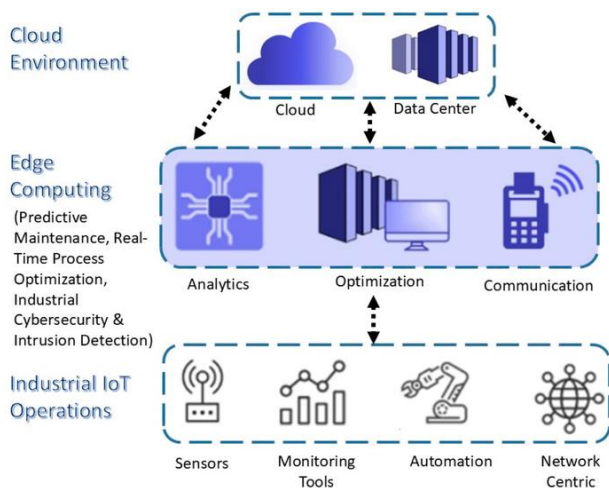 Cloud
Environment
Cloud
Data Center
Edge
Computing
(Predictive
Maintenance, Real-
Time Process
Optimization,
Industrial
Cybersecurity &
Intrusion Detection)
Analytics
Optimization
Communication
Industrial IoT
Operations
Sensors
Monitoring
Tools
Automation
Network
Centric